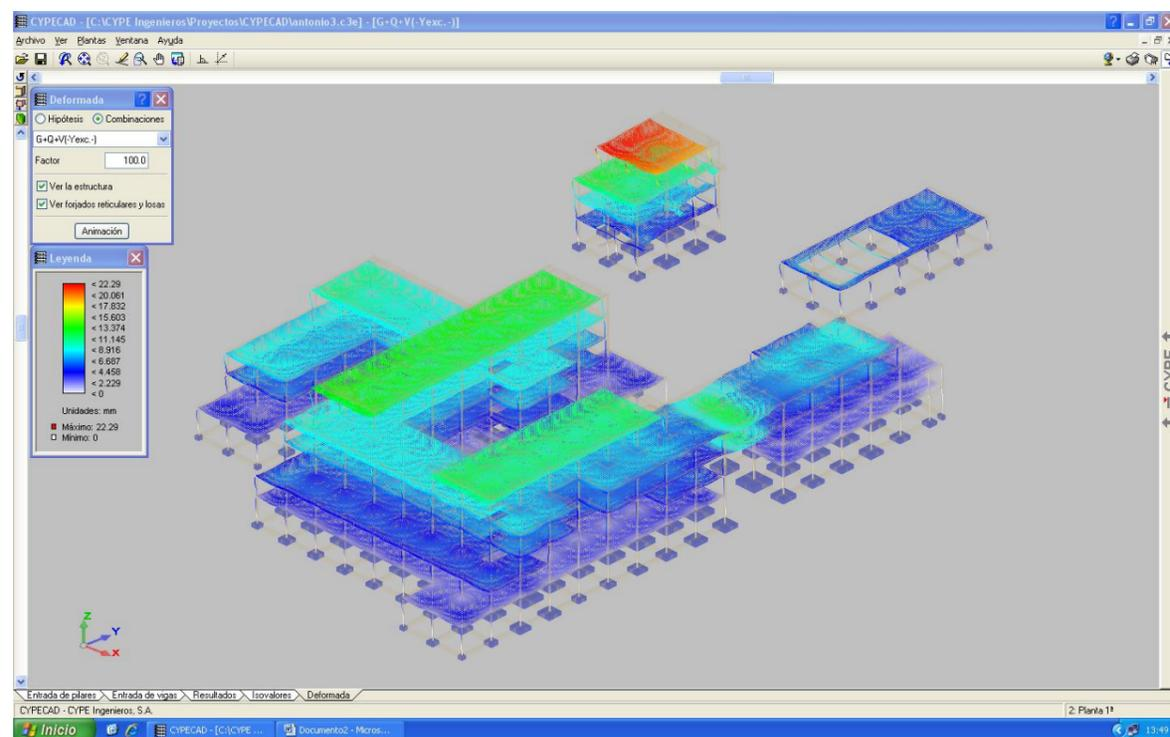 CYPECAD - [C:\CYPE Ingenieros\Proyectos\CYPECAD\antonio3.c3e] - [G+Q+V(-Yexc.-)]
Archivo Ver Plantas Ventana Ayuda
Deformada
Hipótesis Combinaciones
G+Q+V(-Yexc.-)
Factor 100.0
Ver la estructura
Ver forjados reticulares y losas
Animación
Leyenda
< 22.29
< 20.061
< 17.832
< 15.603
< 13.374
< 11.145
< 8.916
< 6.687
< 4.458
< 2.229
< 0
Unidades: mm
Máximo: 22.29
Mínimo: 0
CYPE
Z
Y
X
Entrada de pilares Entrada de vigas Resultados Isovalores Deformada
CYPECAD - CYPE Ingenieros, S.A.
2: Planta 1ª
Inicio
CYPECAD - [C:\CYPE ...
Documento2 - Micros...
13:49